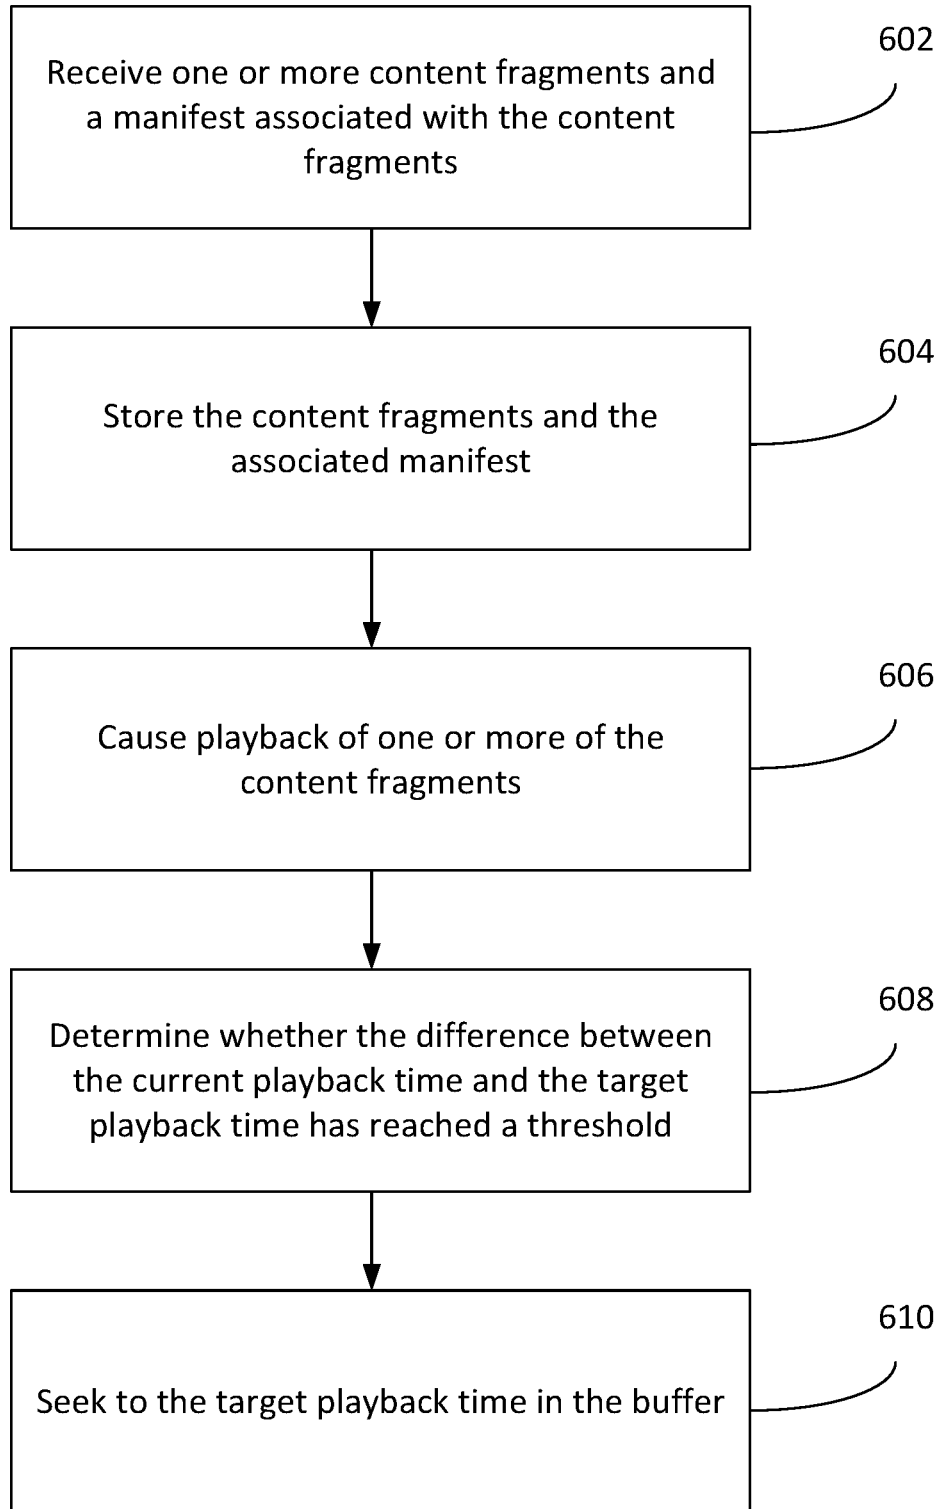 602
Receive one or more content fragments and
a manifest associated with the content
fragments
604
Store the content fragments and the
associated manifest
606
Cause playback of one or more of the
content fragments
608
Determine whether the difference between
the current playback time and the target
playback time has reached a threshold
610
Seek to the target playback time in the buffer